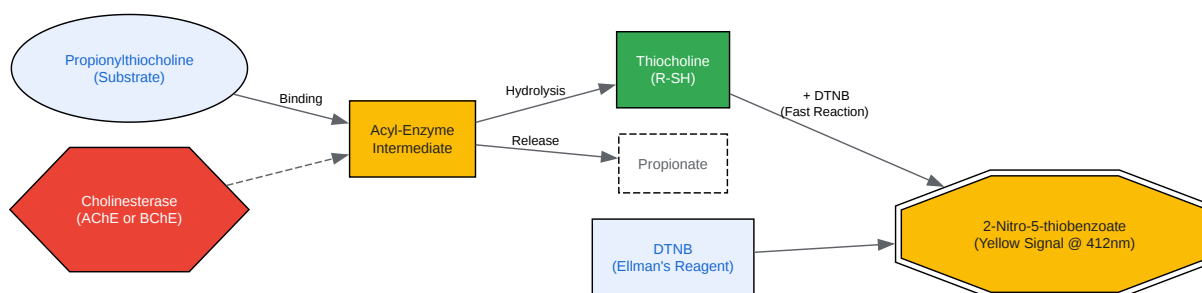 Propionylthiocholine
(Substrate)
Binding
Cholinesterase
(AChE or BChE)
Acyl-Enzyme
Intermediate
Hydrolysis
Release
Thiocholine
(R-SH)
Propionate
+ DTNB
(Fast Reaction)
DTNB
(Ellman's Reagent)
2-Nitro-5-thiobenzoate
(Yellow Signal @ 412nm)